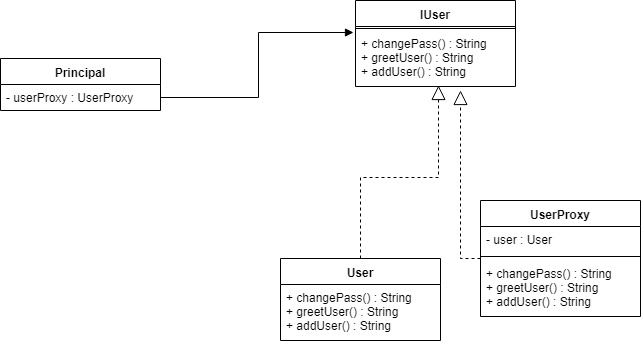 IUser
+ changePass() : String
+ greetUser() : String
+ addUser() : String
Principal
- userProxy : UserProxy
UserProxy
- user : User
+ changePass() : String
+ greetUser() : String
+ addUser() : String
User
+ changePass() : String
+ greetUser() : String
+ addUser() : String